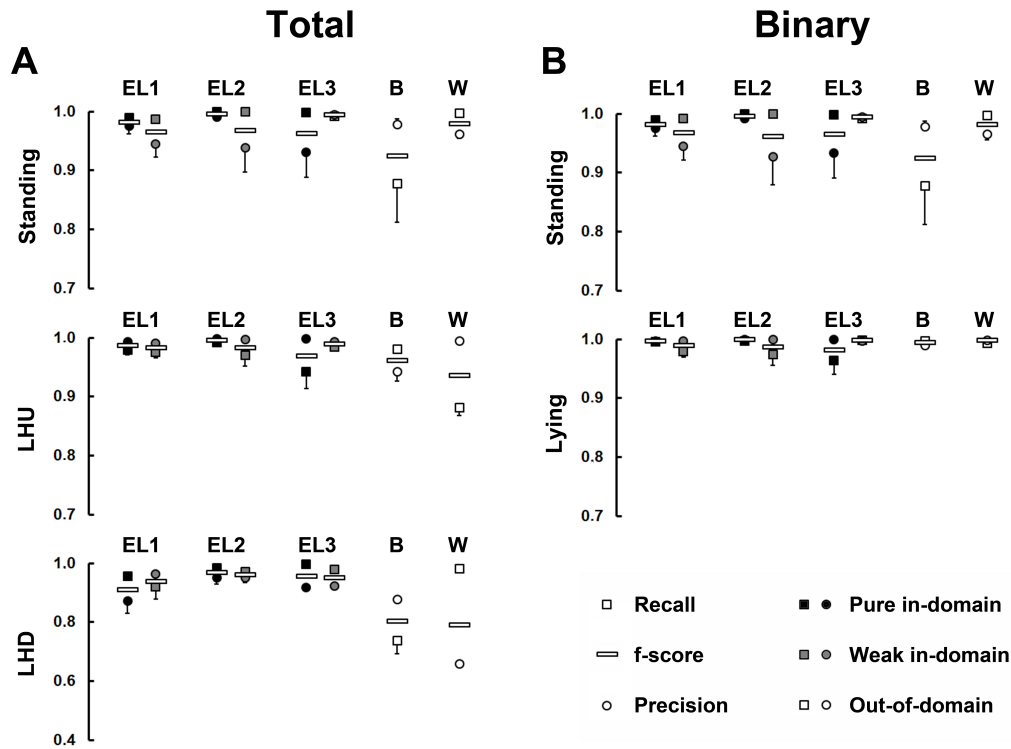 Total
Binary
A
B
EL1 EL2 EL3 B W
Standing
1.0
0.9
0.8
0.7
EL1 EL2 EL3 B W
LHU
1.0
0.9
0.8
0.7
EL1 EL2 EL3 B W
LHD
1.0
0.8
0.6
0.4
EL1 EL2 EL3 B W
Standing
1.0
0.9
0.8
0.7
EL1 EL2 EL3 B W
Lying
1.0
0.9
0.8
0.7
Recall
f-score
Precision
Pure in-domain
Weak in-domain
Out-of-domain